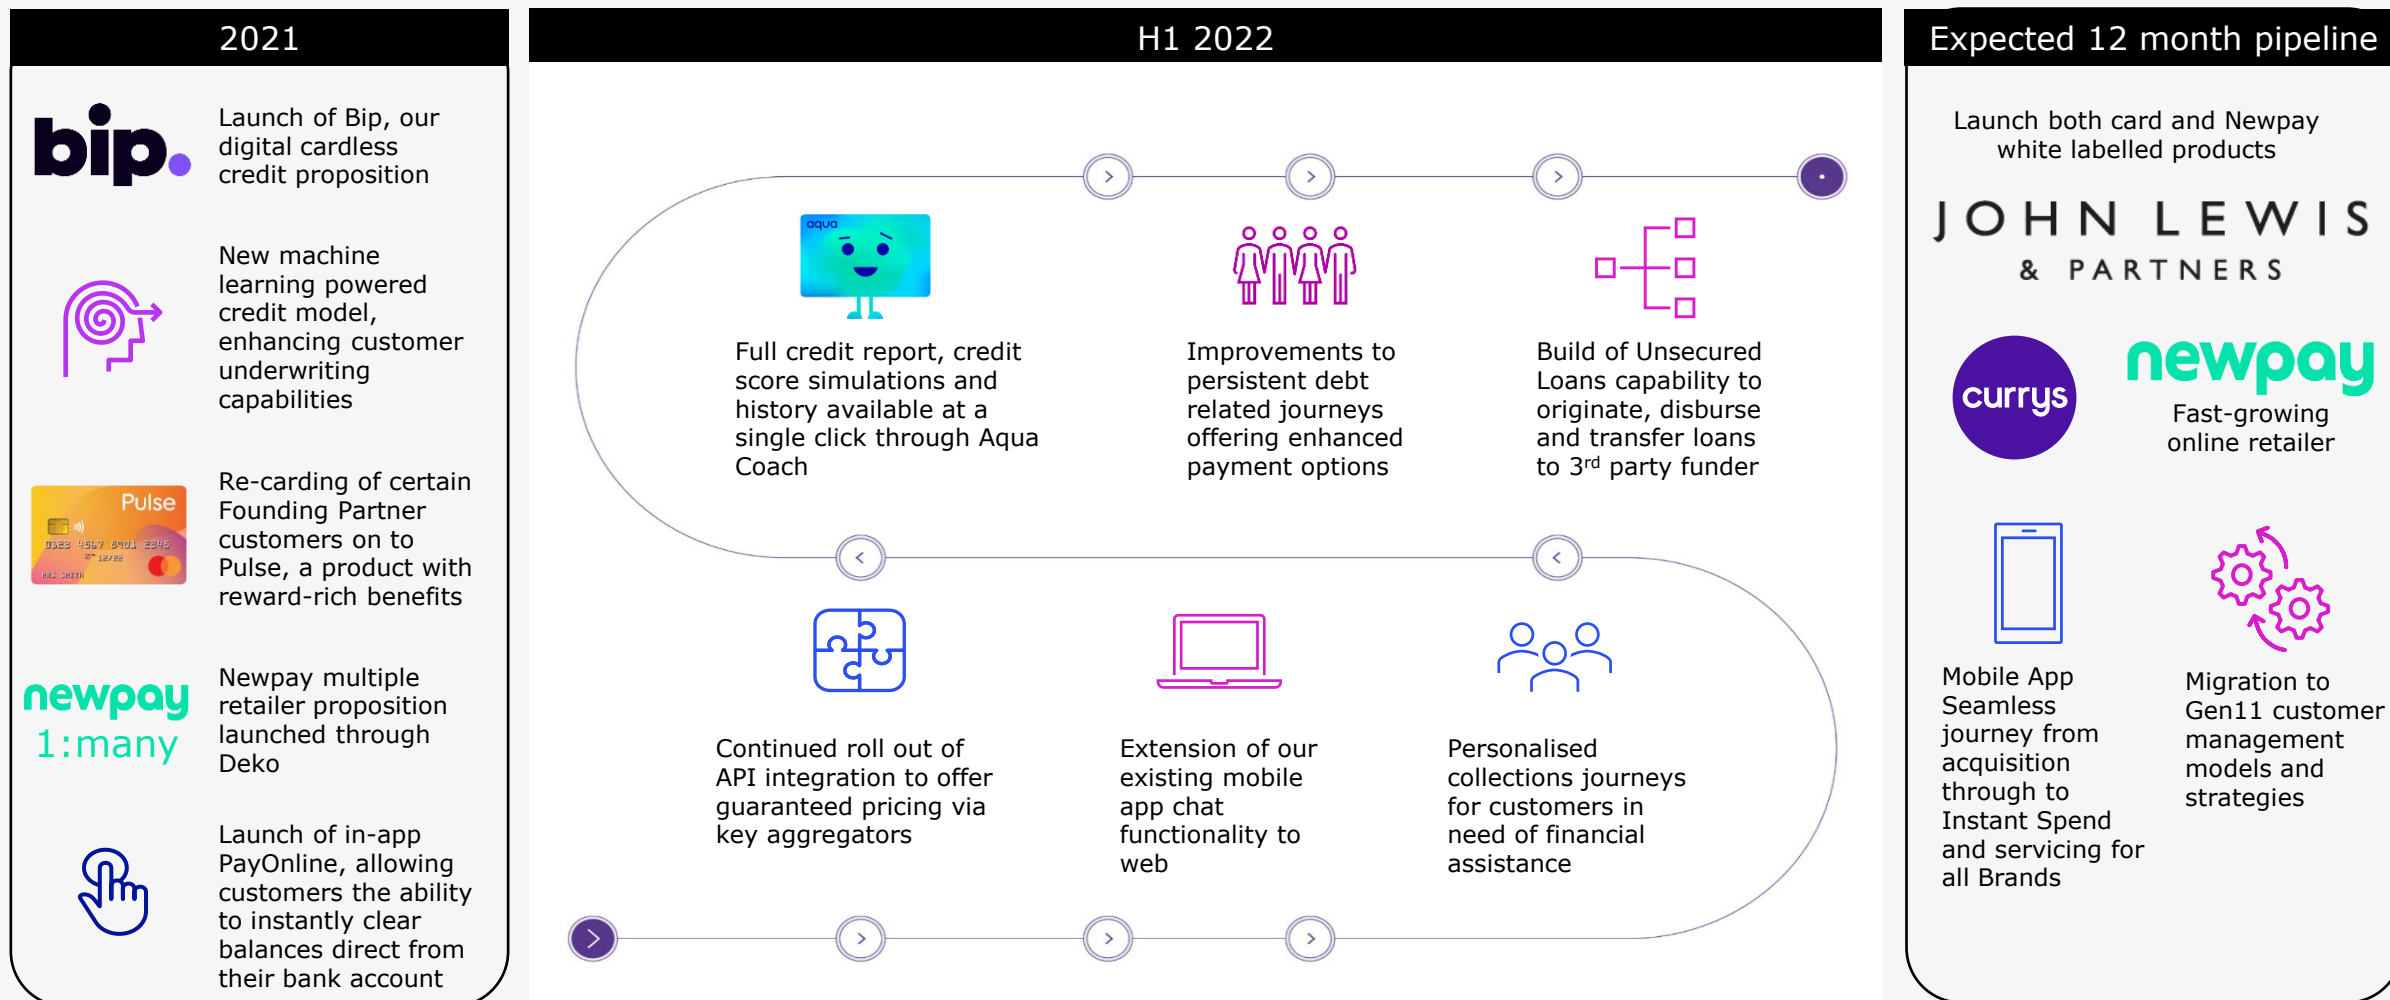 2021
bip.
Launch of Bip, our
digital cardless
credit proposition
New machine
learning powered
credit model,
enhancing customer
underwriting
capabilities
Pulse
0123 4567 8901 2345
12/22
MRS SMITH
Re-carding of certain
Founding Partner
customers on to
Pulse, a product with
reward-rich benefits
newpay
1:many
Newpay multiple
retailer proposition
launched through
Deko
Launch of in-app
PayOnline, allowing
customers the ability
to instantly clear
balances direct from
their bank account
H1 2022
aqua
Full credit report, credit
score simulations and
history available at a
single click through Aqua
Coach
Improvements to
persistent debt
related journeys
offering enhanced
payment options
Build of Unsecured
Loans capability to
originate, disburse
and transfer loans
to 3rd party funder
Continued roll out of
API integration to offer
guaranteed pricing via
key aggregators
Extension of our
existing mobile
app chat
functionality to
web
Personalised
collections journeys
for customers in
need of financial
assistance
Expected 12 month pipeline
Launch both card and Newpay
white labelled products
JOHN LEWIS
& PARTNERS
currys
newpay
Fast-growing
online retailer
Mobile App
Seamless
journey from
acquisition
through to
Instant Spend
and servicing for
all Brands
Migration to
Gen11 customer
management
models and
strategies